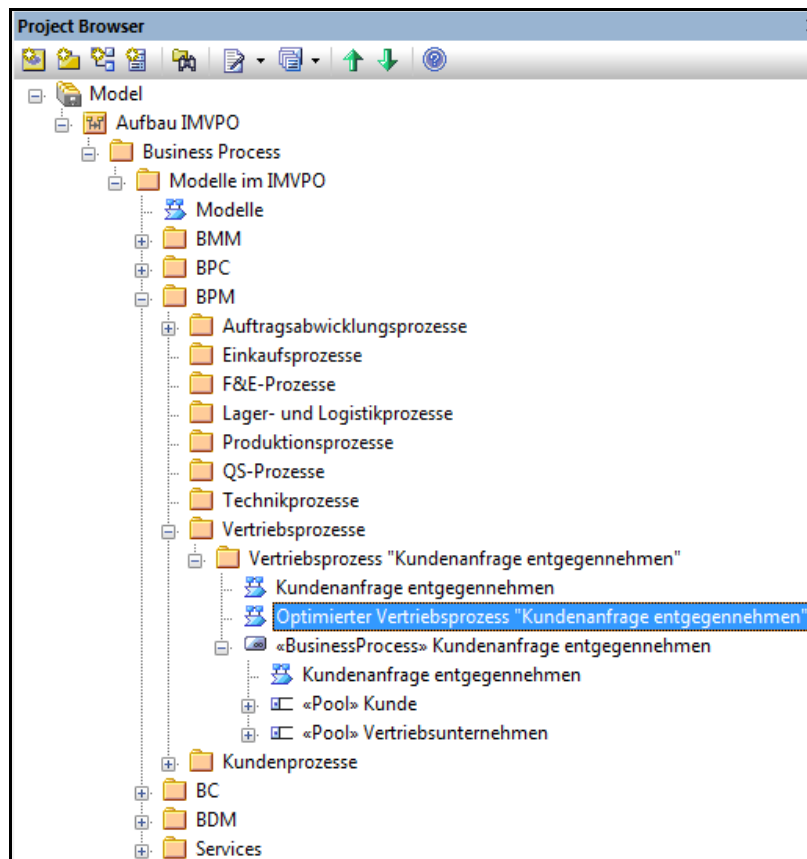 Project Browser
Model
Aufbau IMVPO
Business Process
Modelle im IMVPO
Modelle
BMM
BPC
BPM
Auftragsabwicklungsprozesse
Einkaufsprozesse
F&E-Prozesse
Lager- und Logistikprozesse
Produktionsprozesse
QS-Prozesse
Technikprozesse
Vertriebsprozesse
Vertriebsprozess "Kundenanfrage entgegennehmen"
Kundenanfrage entgegennehmen
Optimierter Vertriebsprozess "Kundenanfrage entgegennehmen"
«BusinessProcess» Kundenanfrage entgegennehmen
Kundenanfrage entgegennehmen
«Pool» Kunde
«Pool» Vertriebsunternehmen
Kundenprozesse
BC
BDM
Services